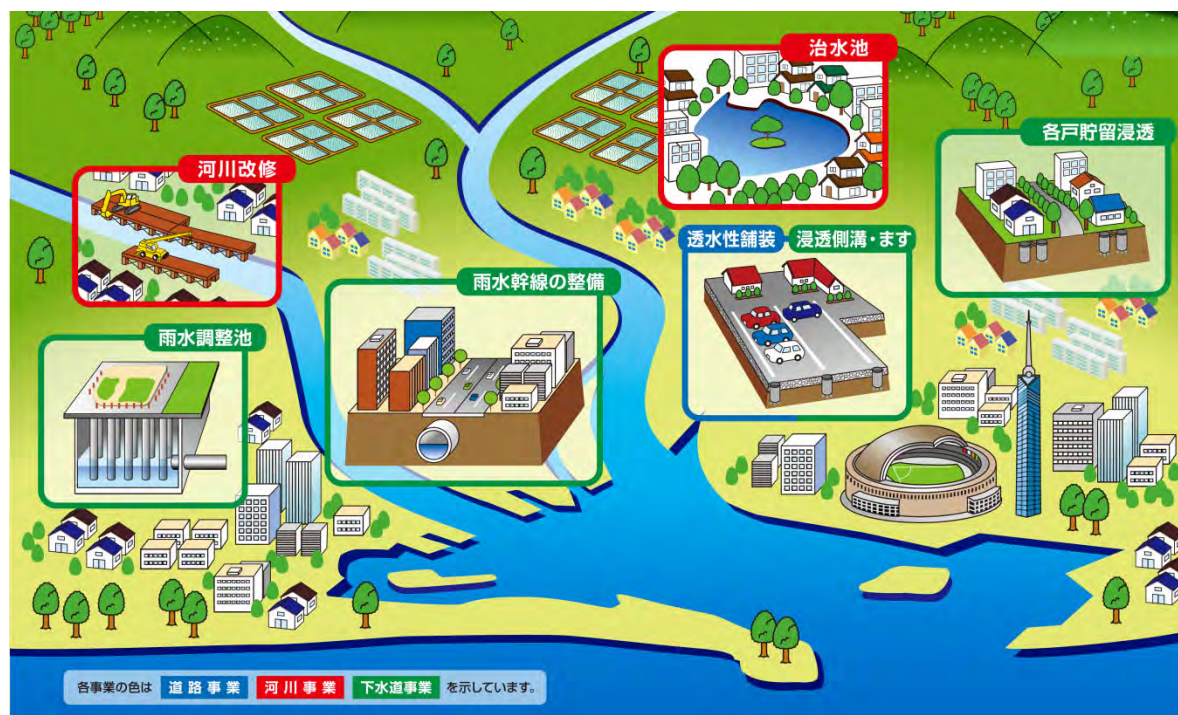 治水池
各戸貯留浸透
河川改修
透水性舗装 浸透側溝・ます
雨水幹線の整備
雨水調整池
各事業の色は 道路事業 河川事業 下水道事業 を示しています。